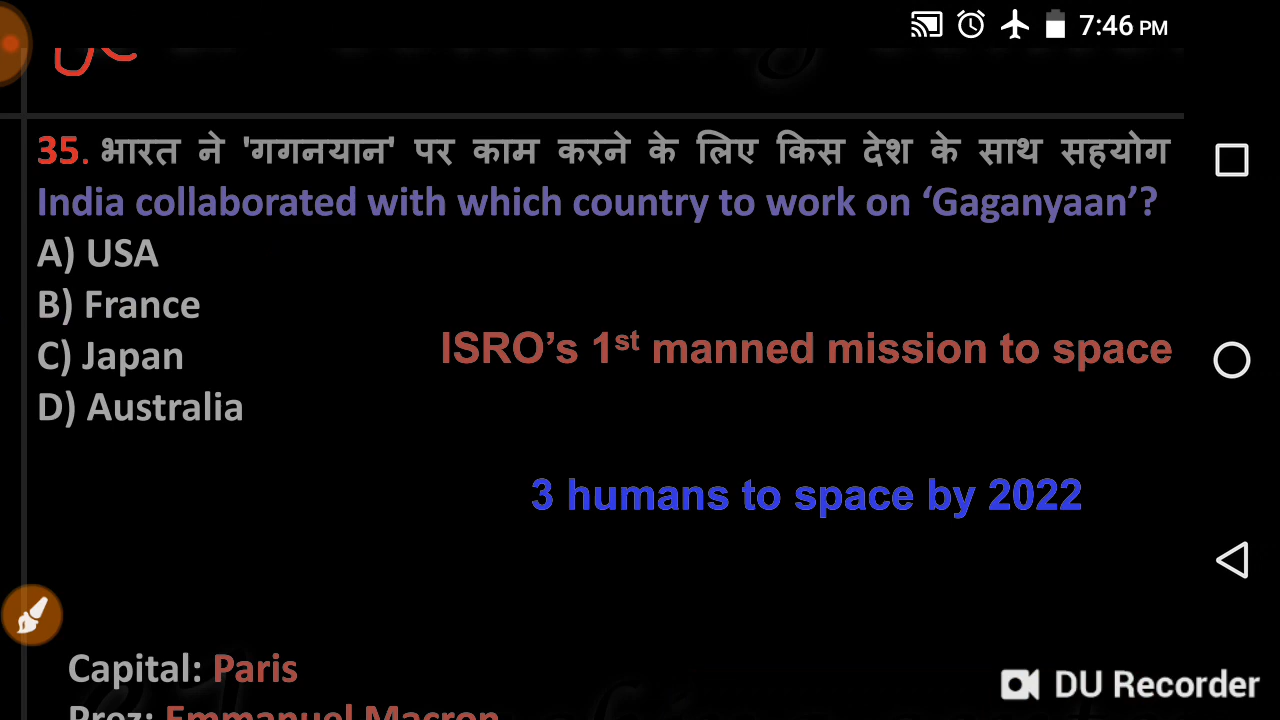 7:46 PM
35. भारत ने 'गगनयान' पर काम करने के लिए किस देश के साथ सहयोग
India collaborated with which country to work on ‘Gaganyaan’?
A) USA
B) France
C) Japan
ISRO’s 1st manned mission to space
D) Australia
3 humans to space by 2022
Capital: Paris
Prez: Emmanuel Macron
DU Recorder